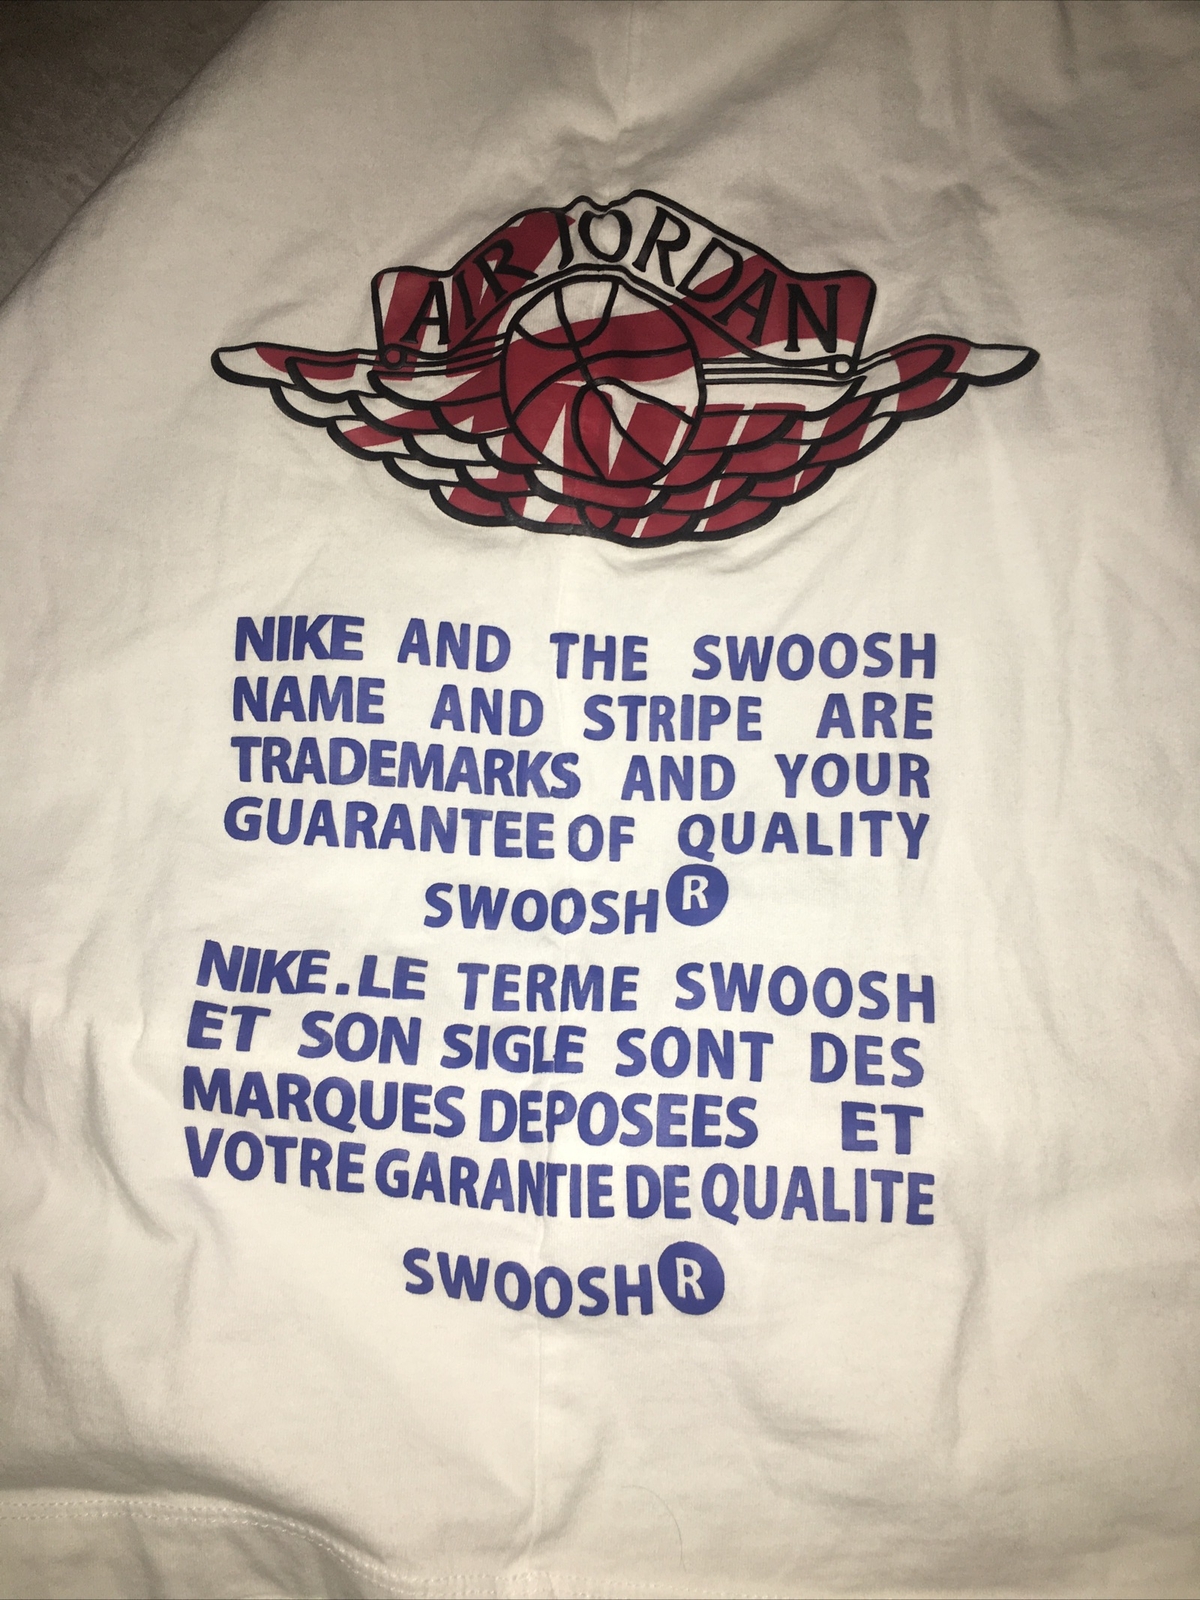 AIR JORDAN
NIKE AND THE SWOOSH
NAME AND STRIPE ARE
TRADEMARKS AND YOUR
GUARANTEE OF QUALITY
SWOOSH®
NIKE.LE TERME SWOOSH
ET SON SIGLE SONT DES
MARQUES DEPOSEES ET
VOTRE GARANTIE DE QUALITE
SWOOSH®